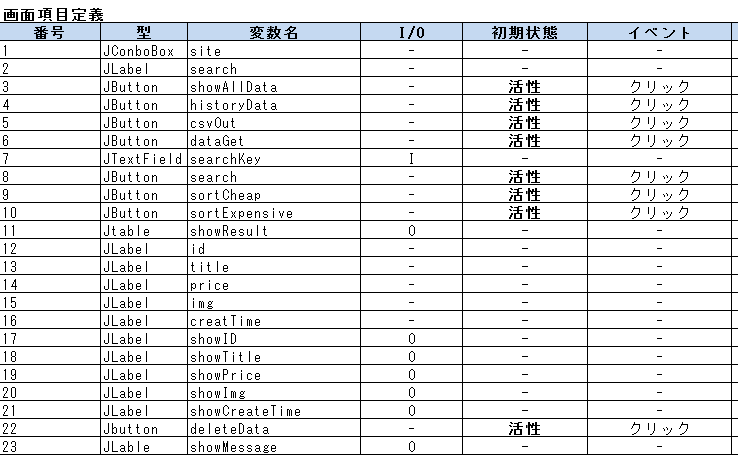 画面項目定義
番号 型 変数名 I/O 初期状態 イベント
1 JConboBox site - - -
2 JLabel search - - -
3 JButton showAllData - 活性 クリック
4 JButton historyData - 活性 クリック
5 JButton csvOut - 活性 クリック
6 JButton dataGet - 活性 クリック
7 JTextField searchKey I - -
8 JButton search - 活性 クリック
9 JButton sortCheap - 活性 クリック
10 JButton sortExpensive - 活性 クリック
11 Jtable showResult O - -
12 JLabel id - - -
13 JLabel title - - -
14 JLabel price - - -
15 JLabel img - - -
16 JLabel creatTime - - -
17 JLabel showID O - -
18 JLabel showTitle O - -
19 JLabel showPrice O - -
20 JLabel showImg O - -
21 JLabel showCreateTime O - -
22 Jbutton deleteData - 活性 クリック
23 JLable showMessage O - -